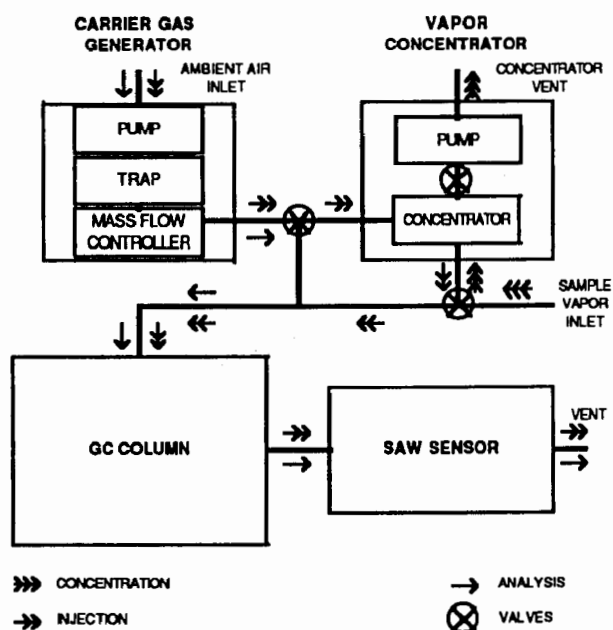 CARRIER GAS
GENERATOR
VAPOR
CONCENTRATOR
AMBIENT AIR
INLET
CONCENTRATOR
VENT
PUMP
TRAP
MASS FLOW
CONTROLLER
PUMP
CONCENTRATOR
SAMPLE
VAPOR
INLET
GC COLUMN
SAW SENSOR
VENT
CONCENTRATION
INJECTION
ANALYSIS
VALVES